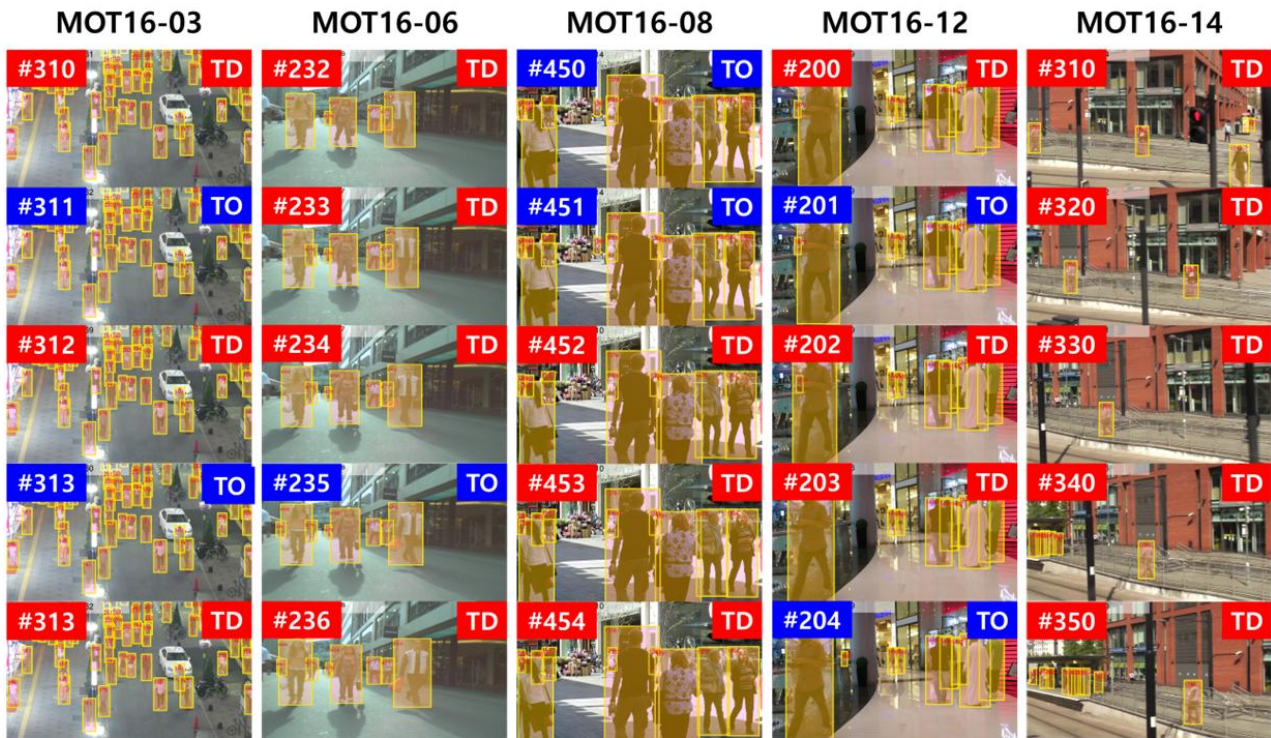 MOT16-03 MOT16-06 MOT16-08 MOT16-12 MOT16-14
#310 TD #232 TD #450 TO #200 TD #310 TD
#311 TO #233 TD #451 TO #201 TO #320 TD
#312 TD #234 TD #452 TD #202 TD #330 TD
#313 TO #235 TO #453 TD #203 TD #340 TD
#313 TD #236 TD #454 TD #204 TO #350 TD